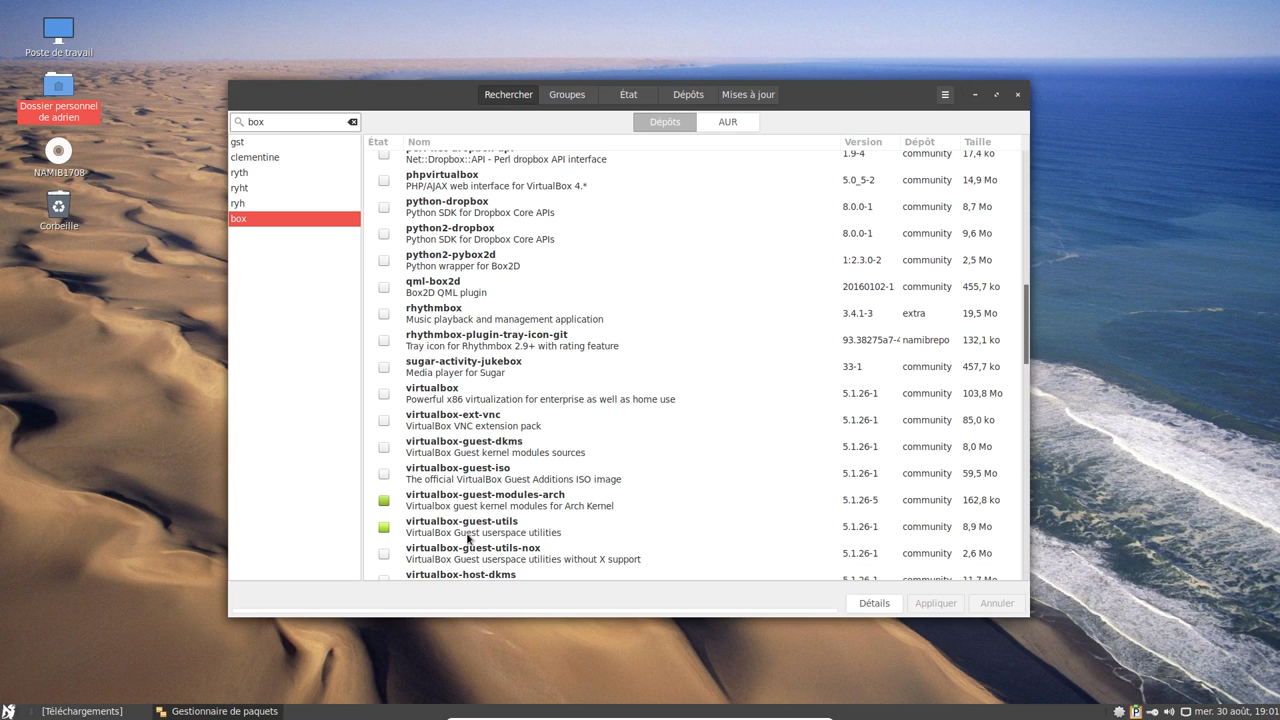 Poste de travail
Dossier personnel
de adrien
NAMIB1708
Corbeille
Rechercher Groupes État Dépôts Mises à jour
box
Dépôts AUR
gst
clementine
ryth
ryht
ryh
box
État Nom Version Dépôt Taille
Net::Dropbox::API - Perl dropbox API interface 1.9-4 community 17,4 ko
phpvirtualbox
PHP/AJAX web interface for VirtualBox 4.* 5.0_5-2 community 14,9 Mo
python-dropbox
Python SDK for Dropbox Core APIs 8.0.0-1 community 8,7 Mo
python2-dropbox
Python SDK for Dropbox Core APIs 8.0.0-1 community 9,6 Mo
python2-pybox2d
Python wrapper for Box2D 1:2.3.0-2 community 2,5 Mo
qml-box2d
Box2D QML plugin 20160102-1 community 455,7 ko
rhythmbox
Music playback and management application 3.4.1-3 extra 19,5 Mo
rhythmbox-plugin-tray-icon-git
Tray icon for Rhythmbox 2.9+ with rating feature 93.38275a7-4 namibrepo 132,1 ko
sugar-activity-jukebox
Media player for Sugar 33-1 community 457,7 ko
virtualbox
Powerful x86 virtualization for enterprise as well as home use 5.1.26-1 community 103,8 Mo
virtualbox-ext-vnc
VirtualBox VNC extension pack 5.1.26-1 community 85,0 ko
virtualbox-guest-dkms
VirtualBox Guest kernel modules sources 5.1.26-1 community 8,0 Mo
virtualbox-guest-iso
The official VirtualBox Guest Additions ISO image 5.1.26-1 community 59,5 Mo
virtualbox-guest-modules-arch
Virtualbox guest kernel modules for Arch Kernel 5.1.26-5 community 162,8 ko
virtualbox-guest-utils
VirtualBox Guest userspace utilities 5.1.26-1 community 8,9 Mo
virtualbox-guest-utils-nox
VirtualBox Guest userspace utilities without X support 5.1.26-1 community 2,6 Mo
virtualbox-host-dkms 5.1.26-1 community 11,7 Mo
Détails Appliquer Annuler
[Téléchargements] Gestionnaire de paquets mer. 30 août, 19:01